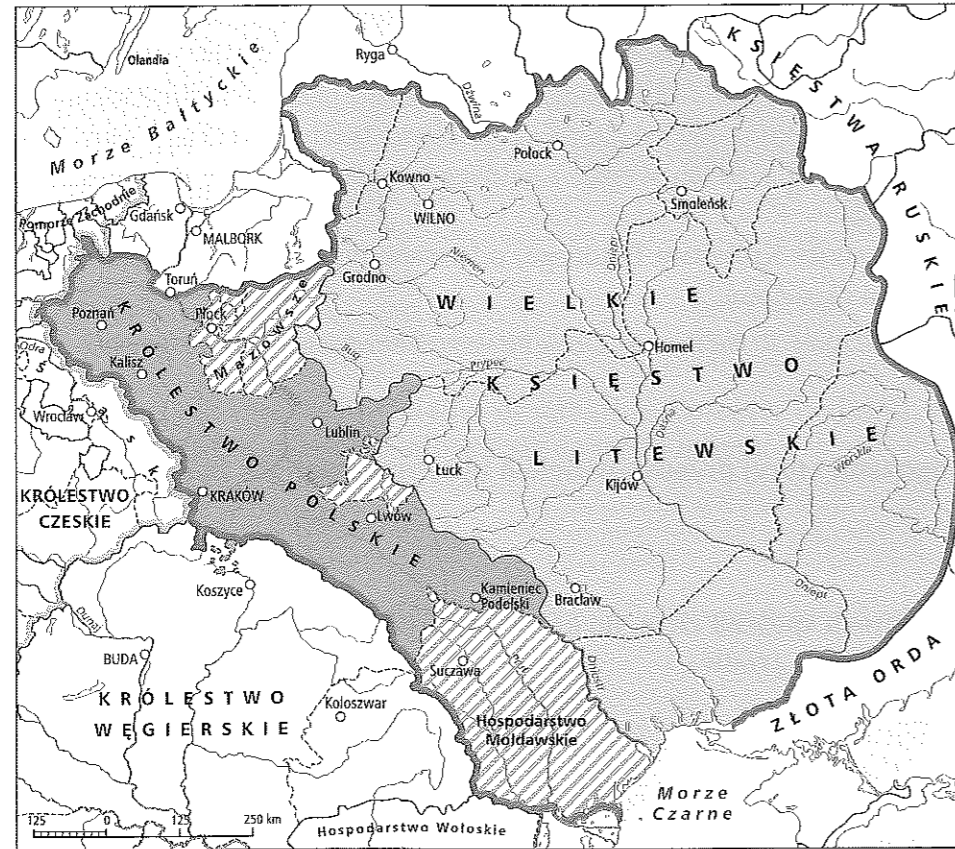 Olandia
Ryga
Dźwina
KSIĘSTWA RUSKIE
Morze Bałtyckie
Połock
Kowno
Smoleńsk
Pomorze Zachodnie
Gdańsk
WILNO
MALBORK
Niemen
Dniepr
Grodno
Toruń
WIELKIE
Poznań
Płock
Mazowsze
Homel
Odra
Kalisz
Bug
Prypeć
KSIĘSTWO
KRÓLESTWO POLSKIE
Wrocław
Lublin
LITEWSKIE
Worskla
Łuck
Kijów
KRÓLESTWO
CZESKIE
KRAKÓW
Lwów
Koszyce
Kamieniec
Podolski
Bracław
Dniepr
Dunaj
BUDA
Suczawa
Prut
Dniestr
ZŁOTA ORDA
KRÓLESTWO
WĘGIERSKIE
Koloszwar
Hospodarstwo
Mołdawskie
Morze
Czarne
125 0 125 250 km
Hospodarstwo Wołoskie